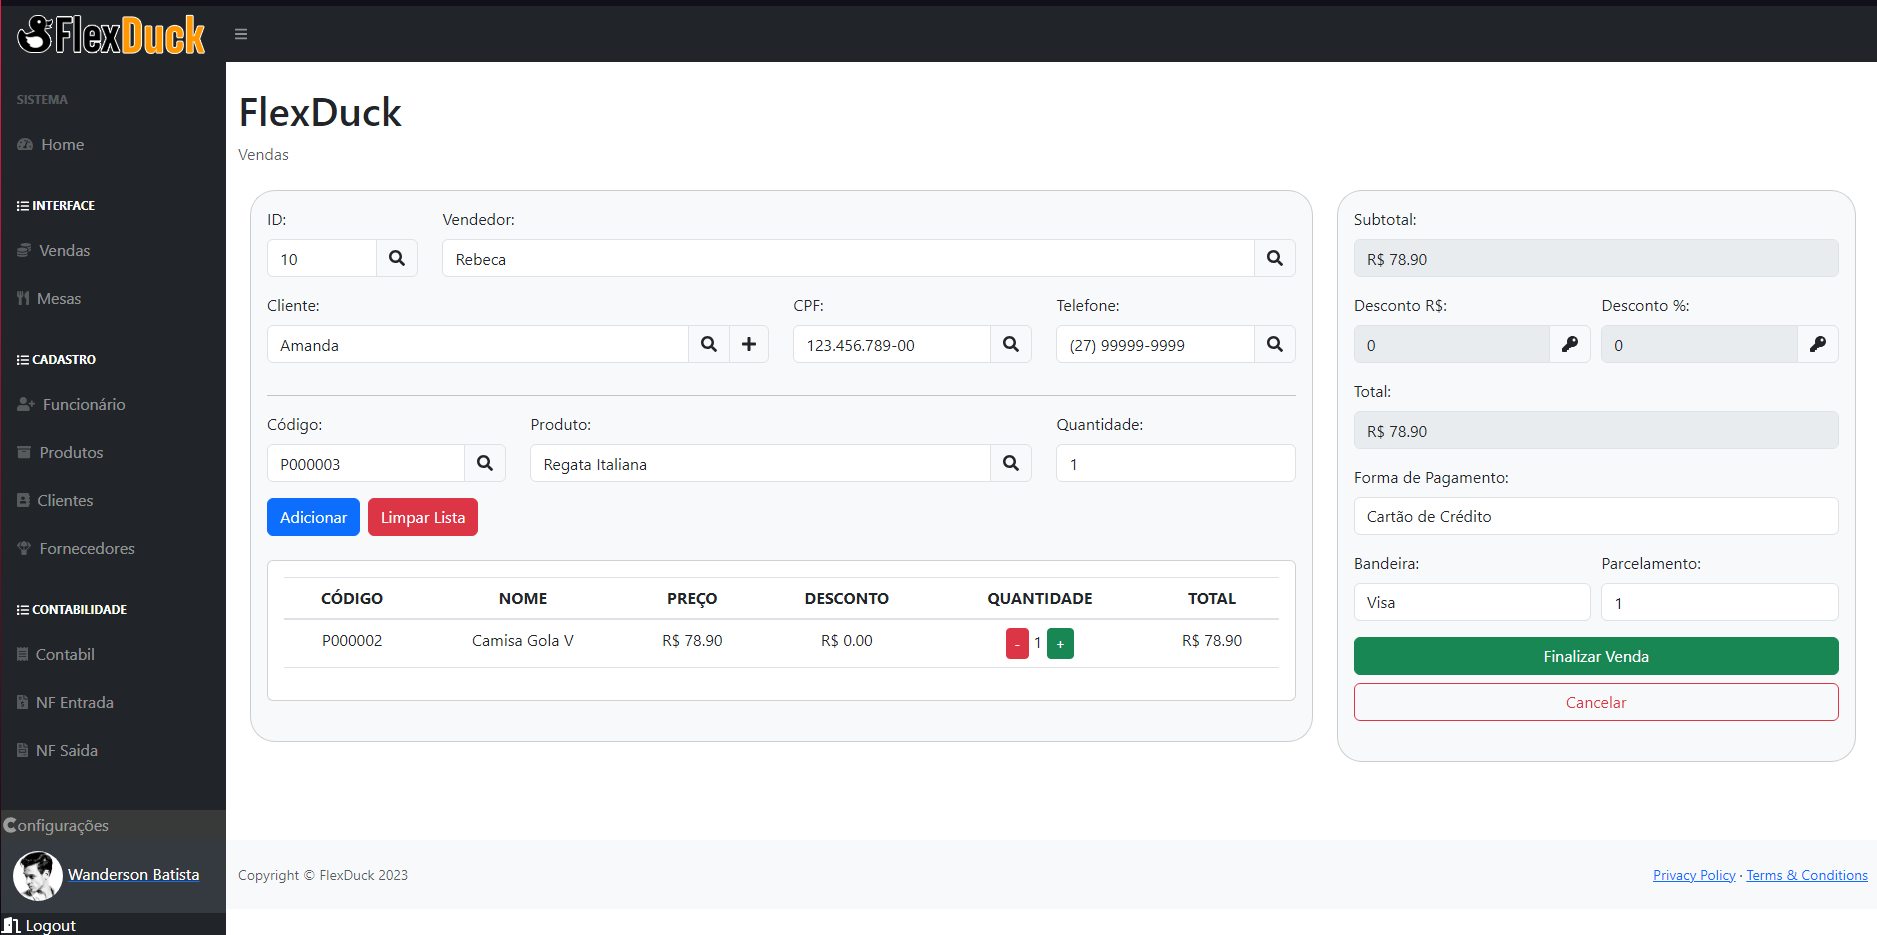 FlexDuck
SISTEMA
Home
INTERFACE
Vendas
Mesas
CADASTRO
Funcionário
Produtos
Clientes
Fornecedores
CONTABILIDADE
Contabil
NF Entrada
NF Saida
Configurações
Wanderson Batista
Logout
FlexDuck
Vendas
ID: Vendedor:
10 Rebeca
Cliente: CPF: Telefone:
Amanda 123.456.789-00 (27) 99999-9999
Código: Produto: Quantidade:
P000003 Regata Italiana 1
Adicionar Limpar Lista
CÓDIGO NOME PREÇO DESCONTO QUANTIDADE TOTAL
P000002 Camisa Gola V R$ 78.90 R$ 0.00 - 1 + R$ 78.90
Subtotal:
R$ 78.90
Desconto R$: Desconto %:
0 0
Total:
R$ 78.90
Forma de Pagamento:
Cartão de Crédito
Bandeira: Parcelamento:
Visa 1
Finalizar Venda
Cancelar
Copyright © FlexDuck 2023
Privacy Policy · Terms & Conditions